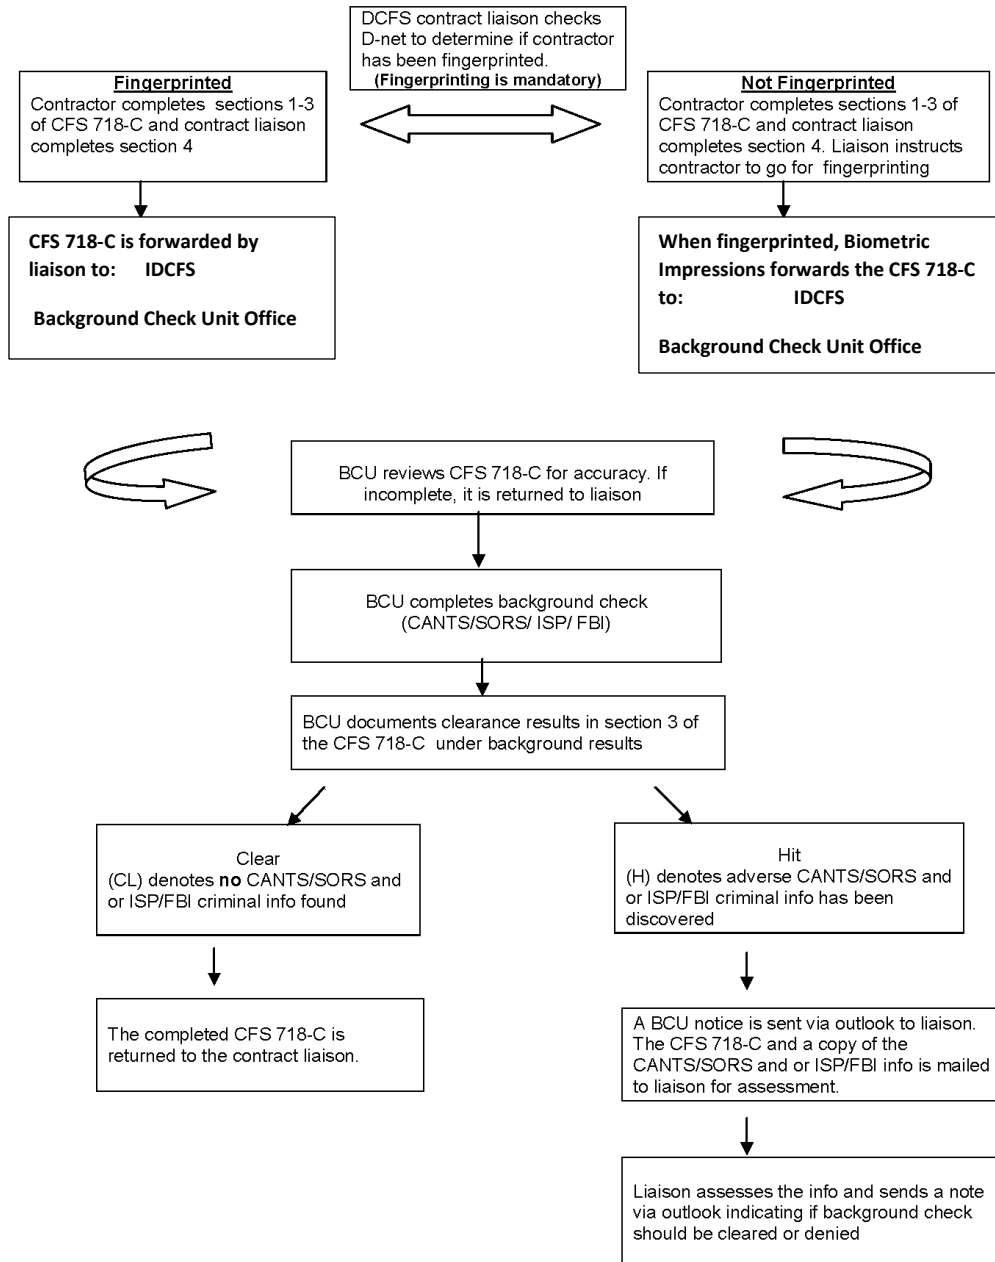 DCFS contract liaison checks
D-net to determine if contractor
has been fingerprinted.
(Fingerprinting is mandatory)
Fingerprinted
Contractor completes sections 1-3
of CFS 718-C and contract liaison
completes section 4
Not Fingerprinted
Contractor completes sections 1-3 of
CFS 718-C and contract liaison
completes section 4. Liaison instructs
contractor to go for fingerprinting
CFS 718-C is forwarded by
liaison to: IDCFS
Background Check Unit Office
When fingerprinted, Biometric
Impressions forwards the CFS 718-C
to: IDCFS
Background Check Unit Office
BCU reviews CFS 718-C for accuracy. If
incomplete, it is returned to liaison
BCU completes background check
(CANTS/SORS/ ISP/ FBI)
BCU documents clearance results in section 3 of
the CFS 718-C under background results
Clear
(CL) denotes no CANTS/SORS and
or ISP/FBI criminal info found
Hit
(H) denotes adverse CANTS/SORS and
or ISP/FBI criminal info has been
discovered
The completed CFS 718-C is
returned to the contract liaison.
A BCU notice is sent via outlook to liaison.
The CFS 718-C and a copy of the
CANTS/SORS and or ISP/FBI info is mailed
to liaison for assessment.
Liaison assesses the info and sends a note
via outlook indicating if background check
should be cleared or denied